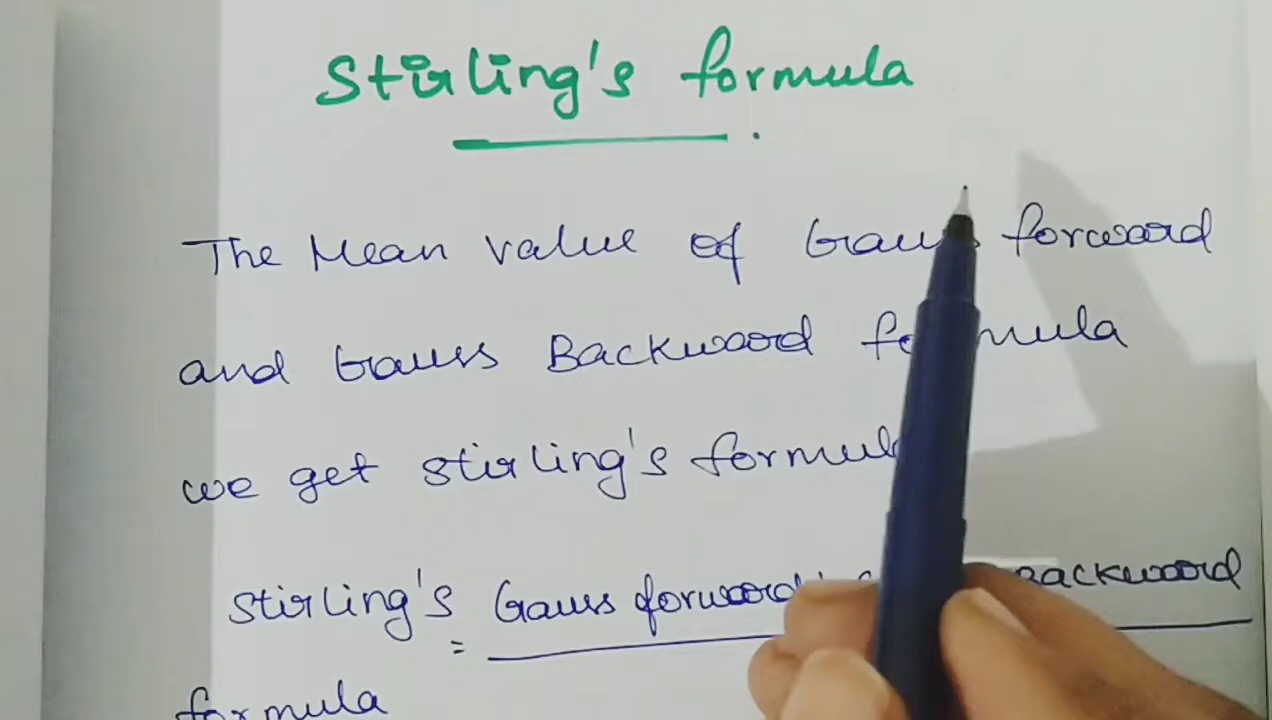 Stirling's formula
The Mean value of Gauss forward
and Gauss Backward formula
we get Stirling's formula
Stirling's Gauss forward Backward
=
formula